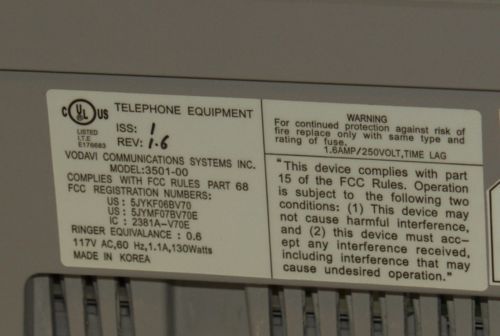 C UL US
LISTED
I.T.E
E176683
TELEPHONE EQUIPMENT
ISS: 1
REV: 1.6
VODAVI COMMUNICATIONS SYSTEMS INC.
MODEL:3501-00
COMPLIES WITH FCC RULES PART 68
FCC REGISTRATION NUMBERS:
US : 5JYKF06BV70
US : 5JYMF07BV70E
IC : 2381A-V70E
RINGER EQUIVALANCE : 0.6
117V AC,60 Hz,1.1A,130Watts
MADE IN KOREA
WARNING
For continued protection against risk of
fire replace only with same type and
rating of fuse.
1.6AMP/250VOLT,TIME LAG
"This device complies with part
15 of the FCC Rules. Operation
is subject to the following two
conditions: (1) This device may
not cause harmful interference,
and (2) this device must acc-
ept any interference received,
including interference that may
cause undesired operation."